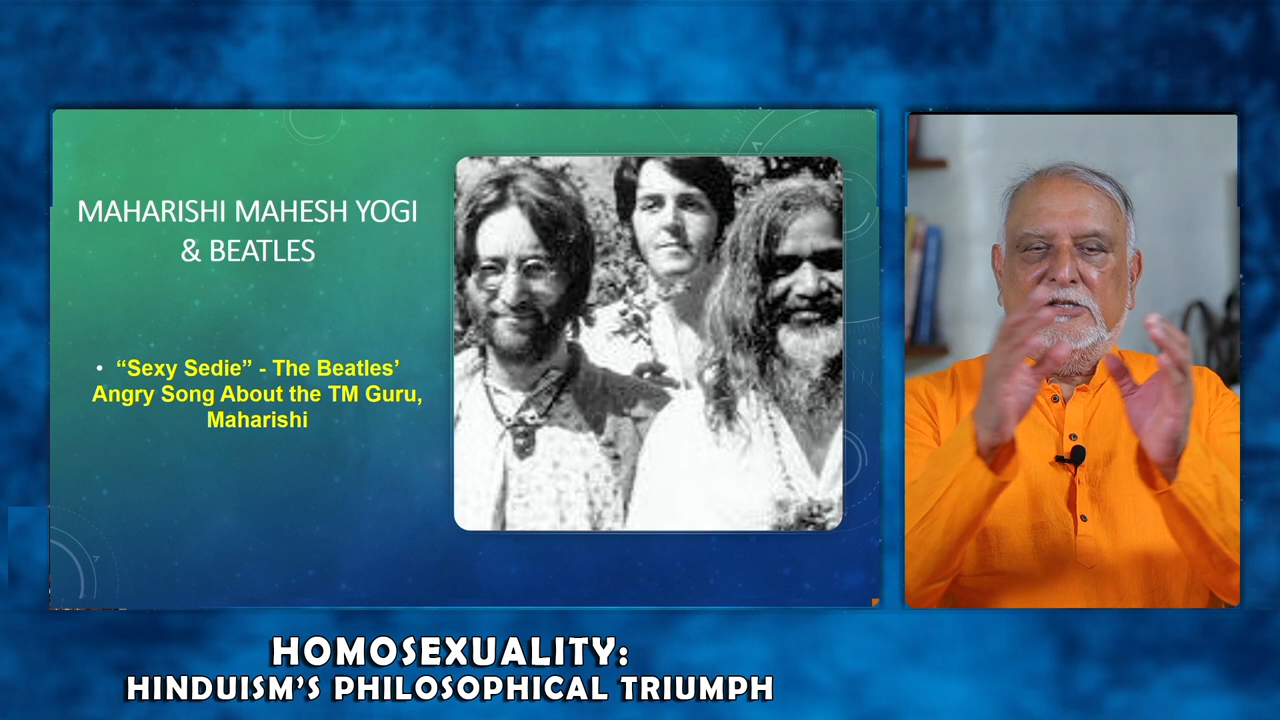 MAHARISHI MAHESH YOGI
& BEATLES
• “Sexy Sedie” - The Beatles’
Angry Song About the TM Guru,
Maharishi
HOMOSEXUALITY:
HINDUISM’S PHILOSOPHICAL TRIUMPH